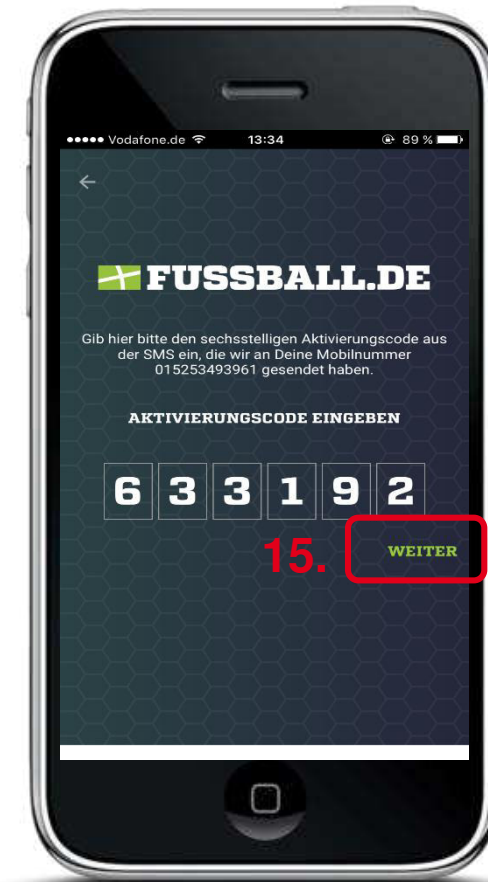 ●●●●● Vodafone.de 13:34 89 %
FUSSBALL.DE
Gib hier bitte den sechsstelligen Aktivierungscode aus
der SMS ein, die wir an Deine Mobilnummer
015253493961 gesendet haben.
AKTIVIERUNGSCODE EINGEBEN
6 3 3 1 9 2
15. WEITER